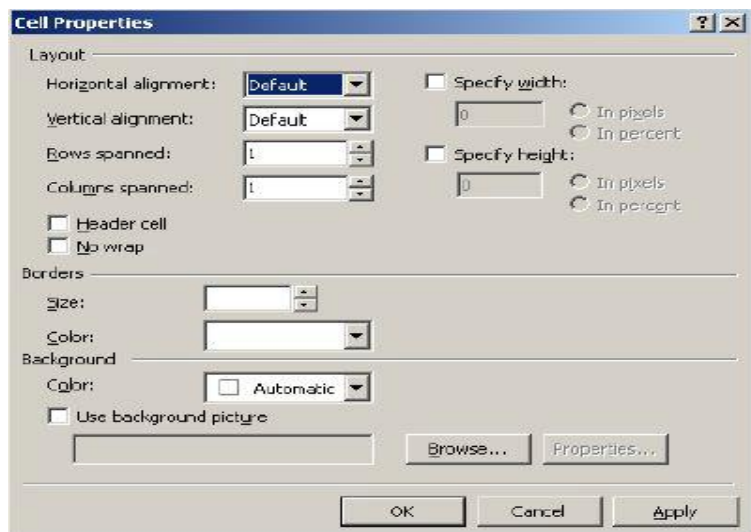 Cell Properties
Layout
Horizontal alignment: Default
Specify width:
Vertical alignment: Default
0 In pixels
In percent
Rows spanned: 1
Specify height:
Columns spanned: 1
0 In pixels
In percent
Header cell
No wrap
Borders
Size:
Color:
Background
Color: Automatic
Use background picture
Browse... Properties...
OK Cancel Apply